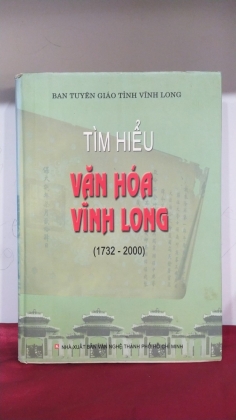 BAN TUYÊN GIÁO TỈNH VĨNH LONG
TÌM HIỂU
VĂN HÓA
VĨNH LONG
(1732 - 2000)
NHÀ XUẤT BẢN VĂN NGHỆ THÀNH PHỐ HỒ CHÍ MINH